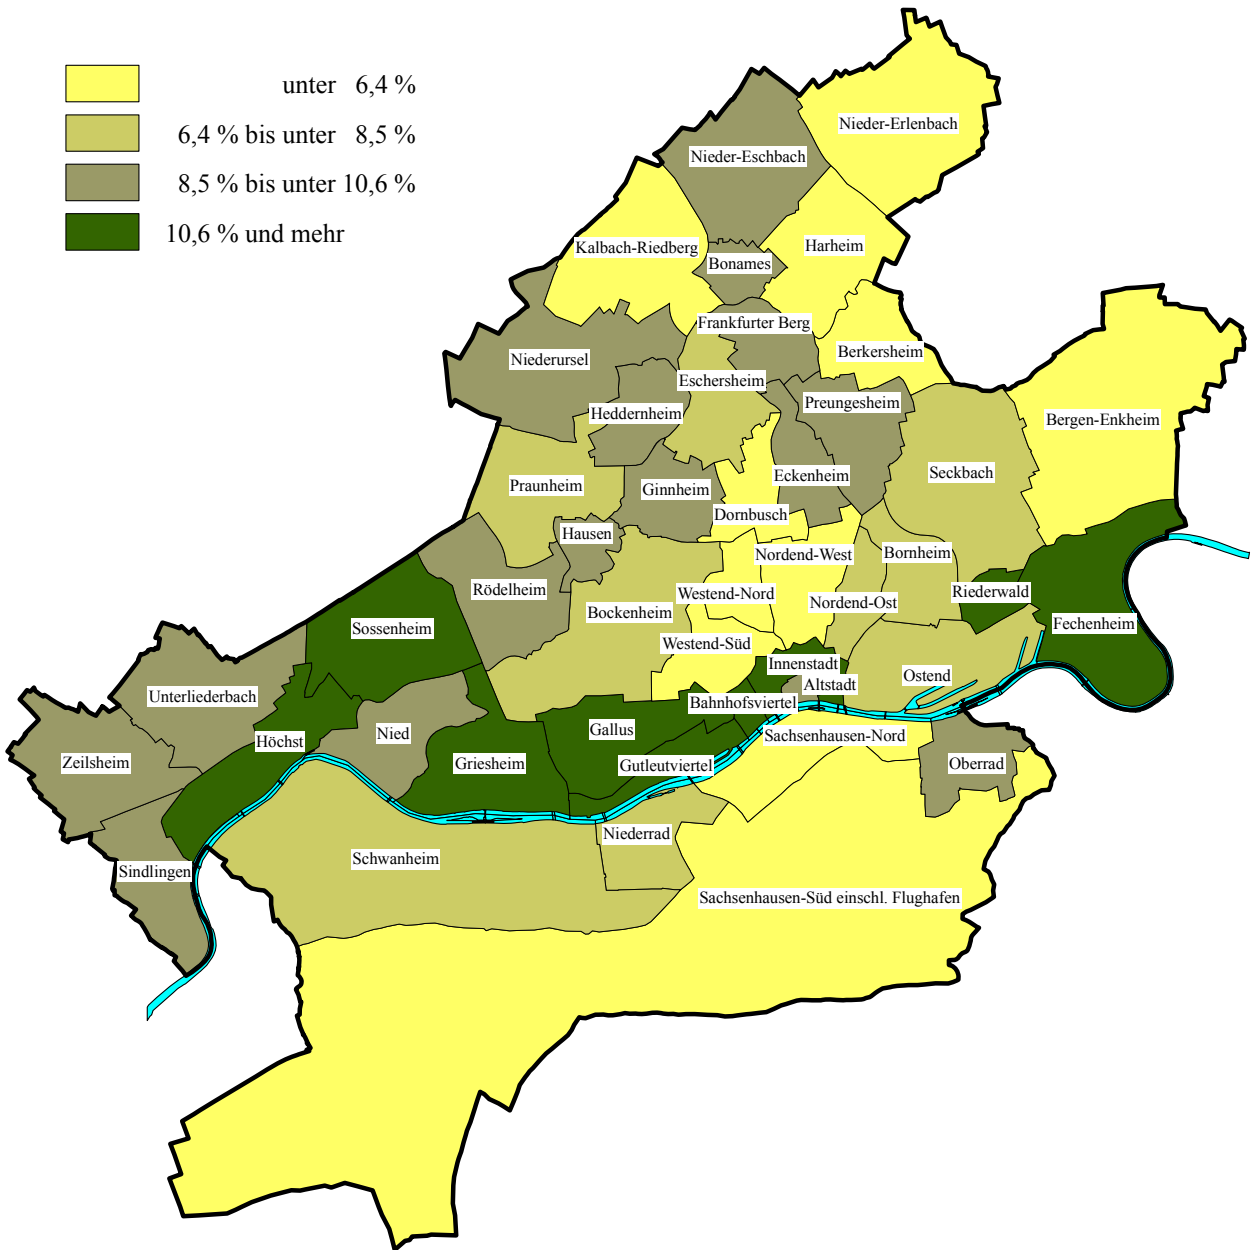 unter 6,4 %
6,4 % bis unter 8,5 %
8,5 % bis unter 10,6 %
10,6 % und mehr
Nieder-Erlenbach
Nieder-Eschbach
Kalbach-Riedberg
Harheim
Bonames
Frankfurter Berg
Berkersheim
Niederursel
Eschersheim
Preungesheim
Heddernheim
Bergen-Enkheim
Seckbach
Eckenheim
Praunheim
Ginnheim
Dornbusch
Hausen
Nordend-West
Bornheim
Rödelheim
Westend-Nord
Riederwald
Bockenheim
Nordend-Ost
Fechenheim
Sossenheim
Westend-Süd
Innenstadt
Ostend
Altstadt
Unterliederbach
Bahnhofsviertel
Gallus
Nied
Sachsenhausen-Nord
Höchst
Zeilsheim
Griesheim
Gutleutviertel
Oberrad
Niederrad
Schwanheim
Sindlingen
Sachsenhausen-Süd einschl. Flughafen